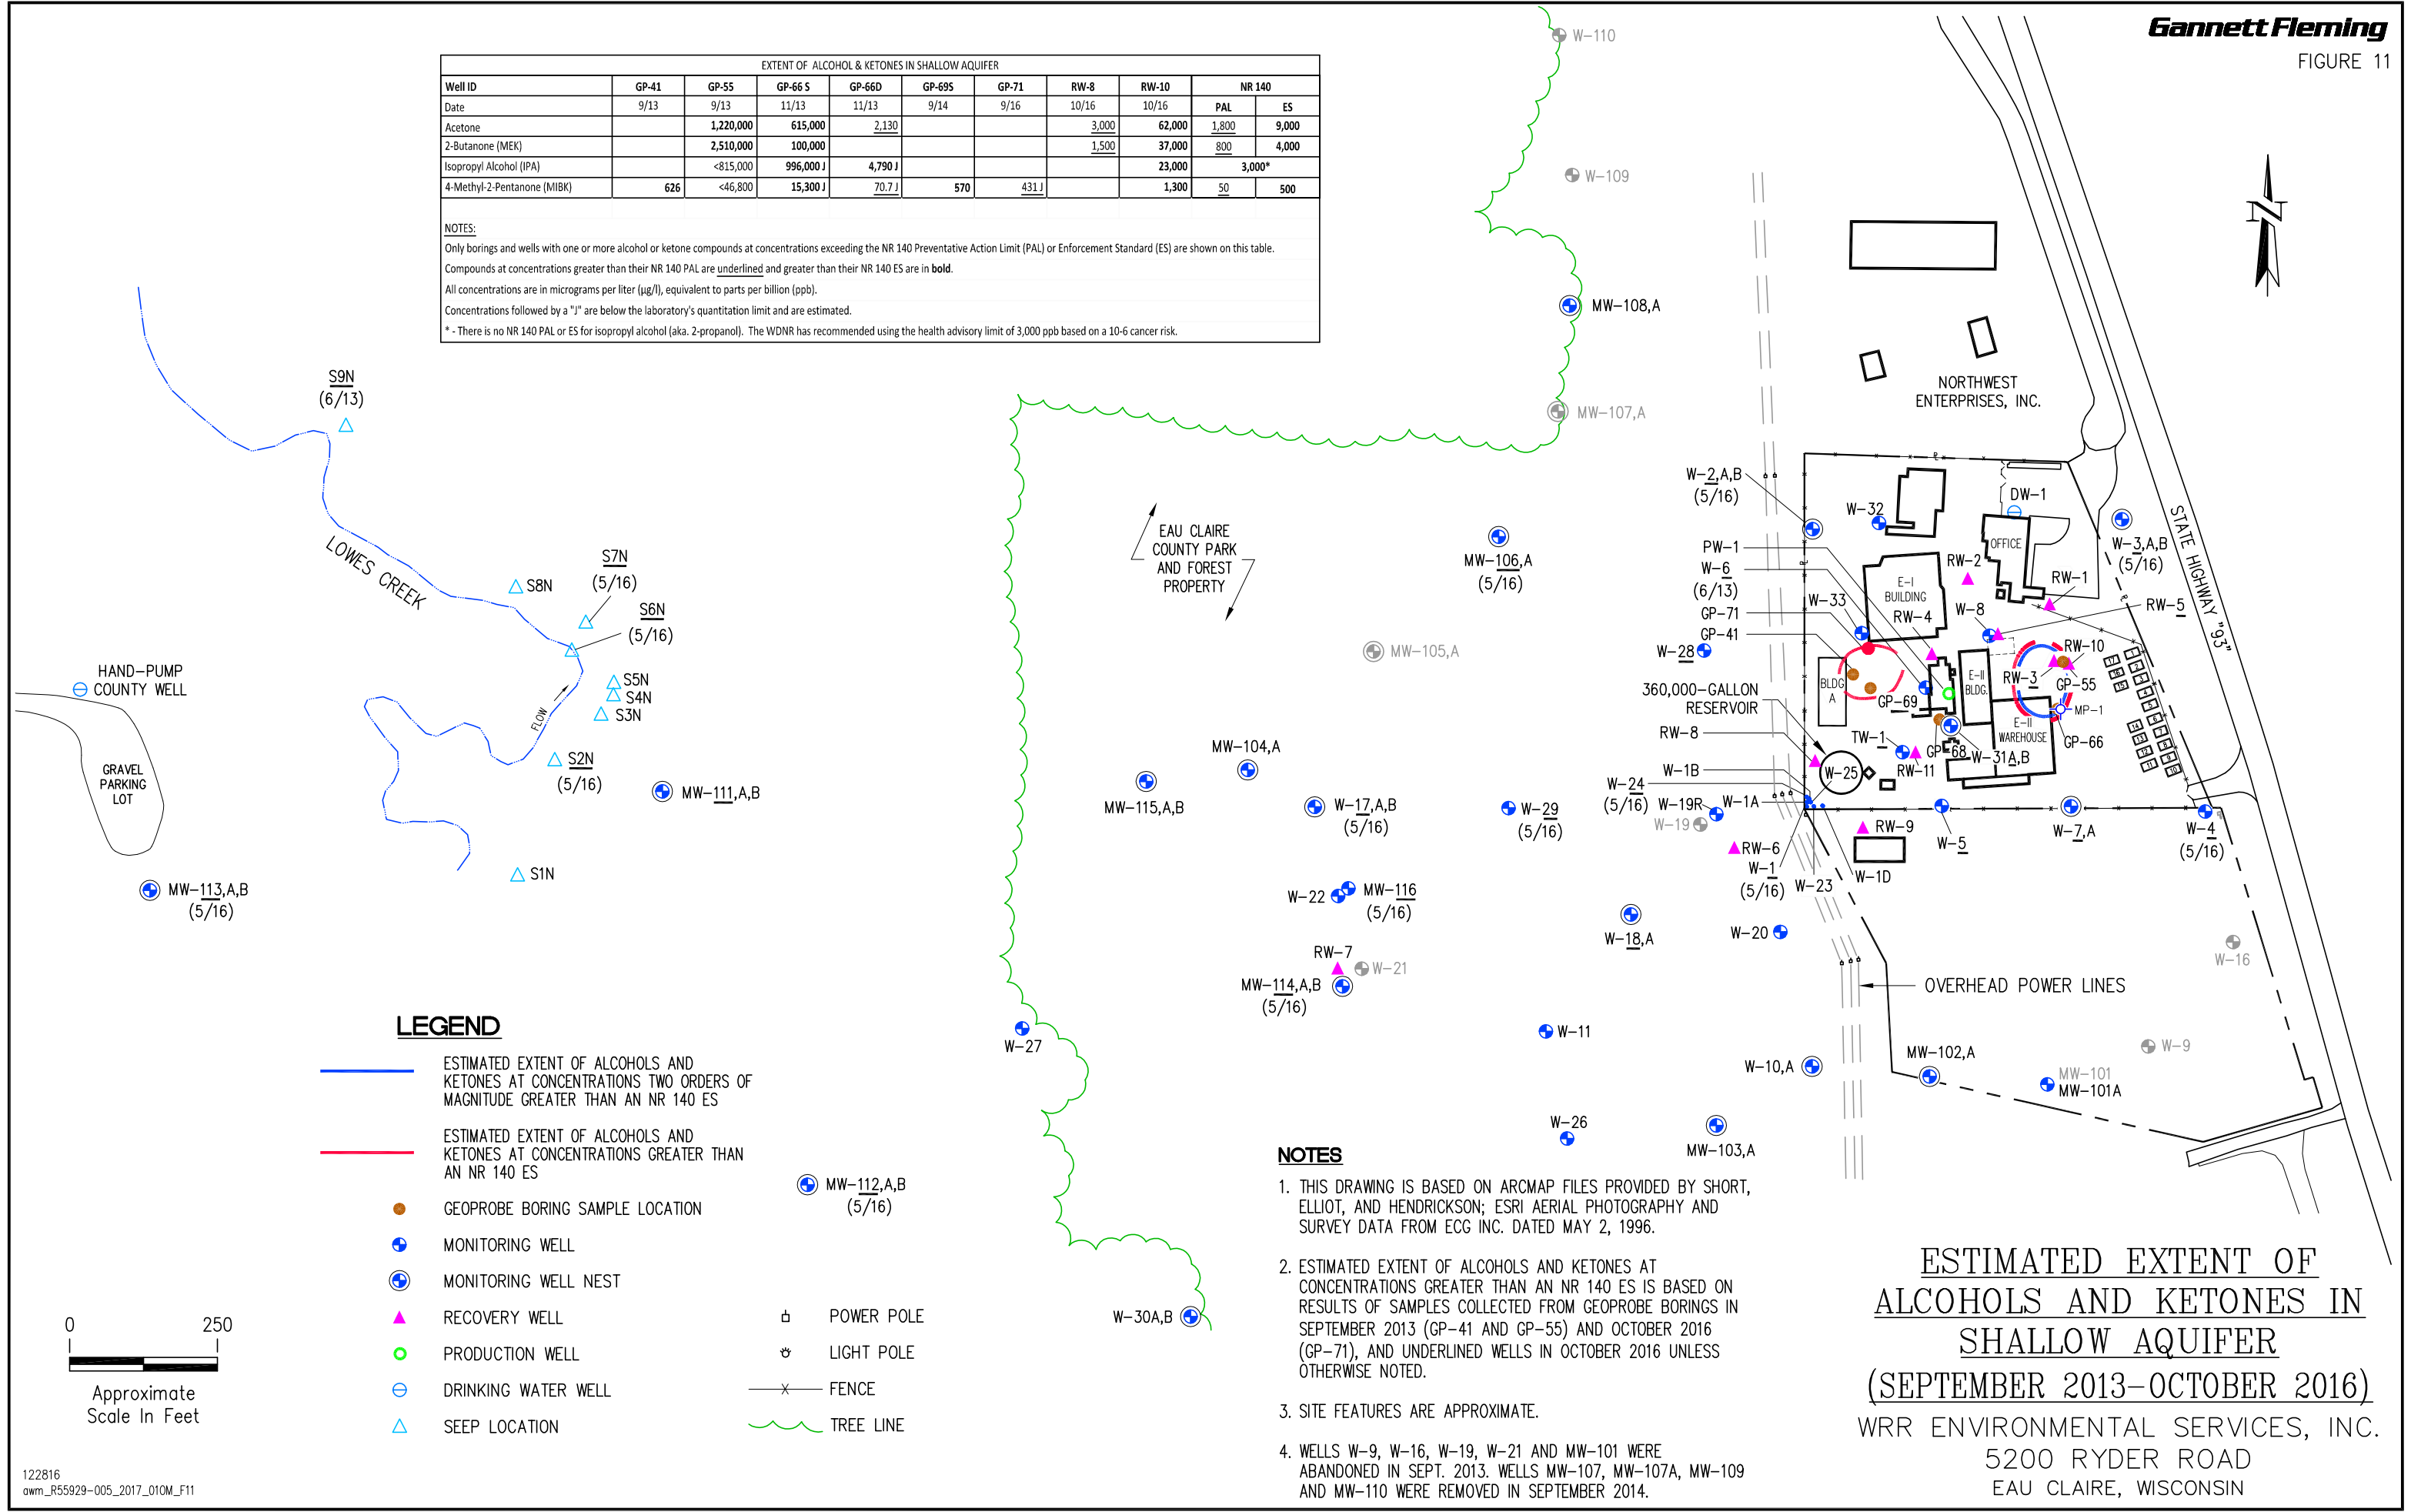 Gannett Fleming
FIGURE 11
EXTENT OF ALCOHOL & KETONES IN SHALLOW AQUIFER
Well ID GP-41 GP-55 GP-66 S GP-66D GP-69S GP-71 RW-8 RW-10 NR 140
Date 9/13 9/13 11/13 11/13 9/14 9/16 10/16 10/16 PAL ES
Acetone 1,220,000 615,000 2,130 3,000 62,000 1,800 9,000
2-Butanone (MEK) 2,510,000 100,000 1,500 37,000 800 4,000
Isopropyl Alcohol (IPA) <815,000 996,000 J 4,790 J 23,000 3,000*
4-Methyl-2-Pentanone (MIBK) 626 <46,800 15,300 J 70.7 J 570 431 J 1,300 50 500
NOTES:
Only borings and wells with one or more alcohol or ketone compounds at concentrations exceeding the NR 140 Preventative Action Limit (PAL) or Enforcement Standard (ES) are shown on this table.
Compounds at concentrations greater than their NR 140 PAL are underlined and greater than their NR 140 ES are in bold.
All concentrations are in micrograms per liter (µg/l), equivalent to parts per billion (ppb).
Concentrations followed by a "J" are below the laboratory's quantitation limit and are estimated.
* - There is no NR 140 PAL or ES for isopropyl alcohol (aka. 2-propanol). The WDNR has recommended using the health advisory limit of 3,000 ppb based on a 10-6 cancer risk.
W-110
W-109
MW-108,A
MW-107,A
N
NORTHWEST
ENTERPRISES, INC.
STATE HIGHWAY "93"
S9N
(6/13)
LOWES CREEK
S8N
S7N
(5/16)
S6N
(5/16)
S5N
S4N
S3N
FLOW
S2N
(5/16)
S1N
HAND-PUMP
COUNTY WELL
GRAVEL
PARKING
LOT
MW-113,A,B
(5/16)
MW-111,A,B
EAU CLAIRE
COUNTY PARK
AND FOREST
PROPERTY
MW-106,A
(5/16)
MW-105,A
MW-104,A
MW-115,A,B
W-17,A,B
(5/16)
W-29
(5/16)
W-22
MW-116
(5/16)
RW-7
W-21
MW-114,A,B
(5/16)
W-18,A
W-27
W-11
W-26
W-10,A
MW-103,A
MW-112,A,B
(5/16)
W-30A,B
W-2,A,B
(5/16)
PW-1
W-6
(6/13)
GP-71
GP-41
W-28
360,000-GALLON
RESERVOIR
RW-8
W-1B
W-24
(5/16)
W-19R
W-1A
W-19
RW-6
W-1
(5/16)
W-23
W-1D
W-20
W-32
W-33
E-I
BUILDING
RW-4
RW-2
W-8
DW-1
OFFICE
RW-1
W-3,A,B
(5/16)
RW-5
RW-10
RW-3
GP-55
MP-1
GP-66
BLDG
A
GP-69
E-II
BLDG.
E-II
WAREHOUSE
TW-1
GP-68
W-31A,B
RW-11
W-25
RW-9
W-5
W-7,A
W-4
(5/16)
W-16
OVERHEAD POWER LINES
W-9
MW-102,A
MW-101
MW-101A
LEGEND
ESTIMATED EXTENT OF ALCOHOLS AND
KETONES AT CONCENTRATIONS TWO ORDERS OF
MAGNITUDE GREATER THAN AN NR 140 ES
ESTIMATED EXTENT OF ALCOHOLS AND
KETONES AT CONCENTRATIONS GREATER THAN
AN NR 140 ES
GEOPROBE BORING SAMPLE LOCATION
MONITORING WELL
MONITORING WELL NEST
RECOVERY WELL
PRODUCTION WELL
DRINKING WATER WELL
SEEP LOCATION
POWER POLE
LIGHT POLE
FENCE
TREE LINE
0 250
Approximate
Scale In Feet
122816
awm_R55929-005_2017_010M_F11
NOTES
1. THIS DRAWING IS BASED ON ARCMAP FILES PROVIDED BY SHORT,
ELLIOT, AND HENDRICKSON; ESRI AERIAL PHOTOGRAPHY AND
SURVEY DATA FROM ECG INC. DATED MAY 2, 1996.
2. ESTIMATED EXTENT OF ALCOHOLS AND KETONES AT
CONCENTRATIONS GREATER THAN AN NR 140 ES IS BASED ON
RESULTS OF SAMPLES COLLECTED FROM GEOPROBE BORINGS IN
SEPTEMBER 2013 (GP-41 AND GP-55) AND OCTOBER 2016
(GP-71), AND UNDERLINED WELLS IN OCTOBER 2016 UNLESS
OTHERWISE NOTED.
3. SITE FEATURES ARE APPROXIMATE.
4. WELLS W-9, W-16, W-19, W-21 AND MW-101 WERE
ABANDONED IN SEPT. 2013. WELLS MW-107, MW-107A, MW-109
AND MW-110 WERE REMOVED IN SEPTEMBER 2014.
ESTIMATED EXTENT OF
ALCOHOLS AND KETONES IN
SHALLOW AQUIFER
(SEPTEMBER 2013-OCTOBER 2016)
WRR ENVIRONMENTAL SERVICES, INC.
5200 RYDER ROAD
EAU CLAIRE, WISCONSIN